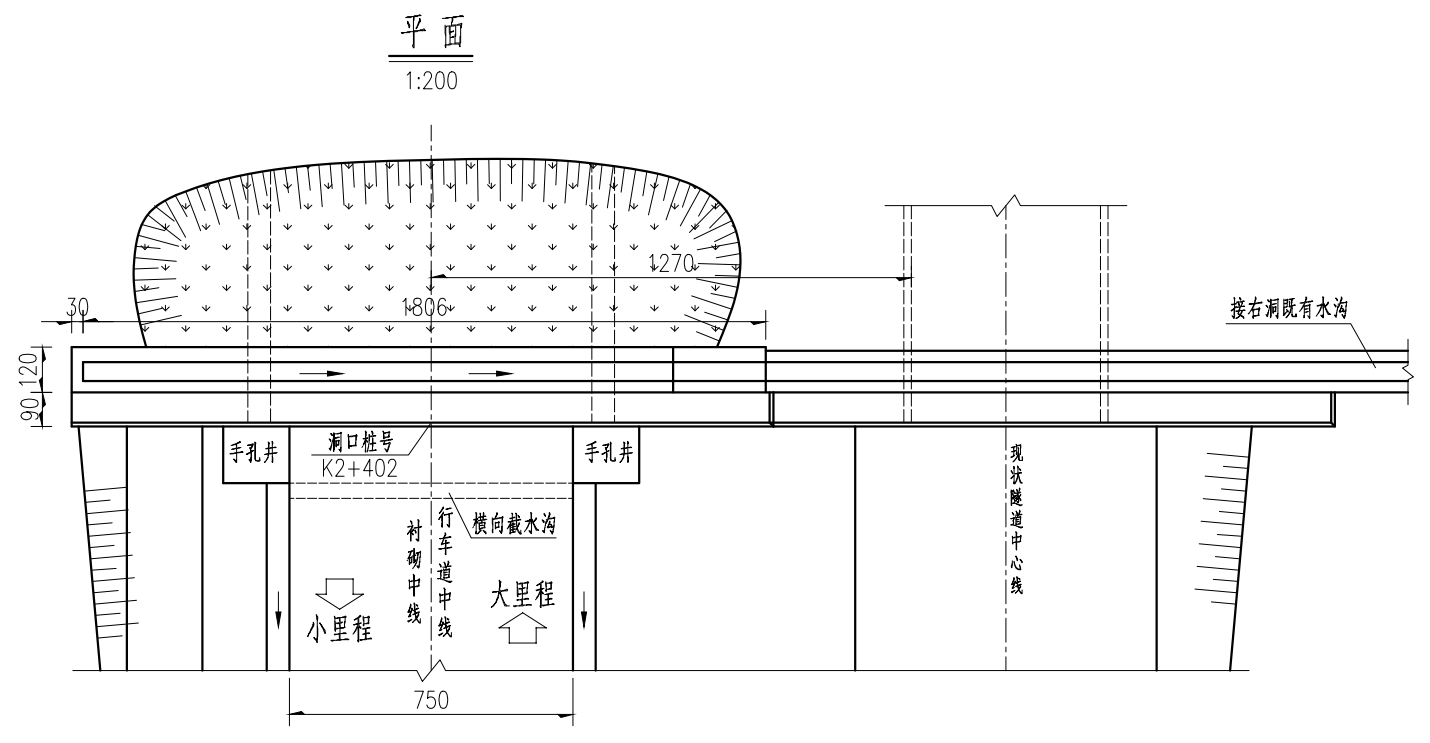 平面
1:200
1270
30
1806
接右洞既有水沟
120
90
手孔井
洞口桩号
K2+402
手孔井
横向截水沟
衬砌中线
行车道中线
现状隧道中心线
小里程
大里程
750